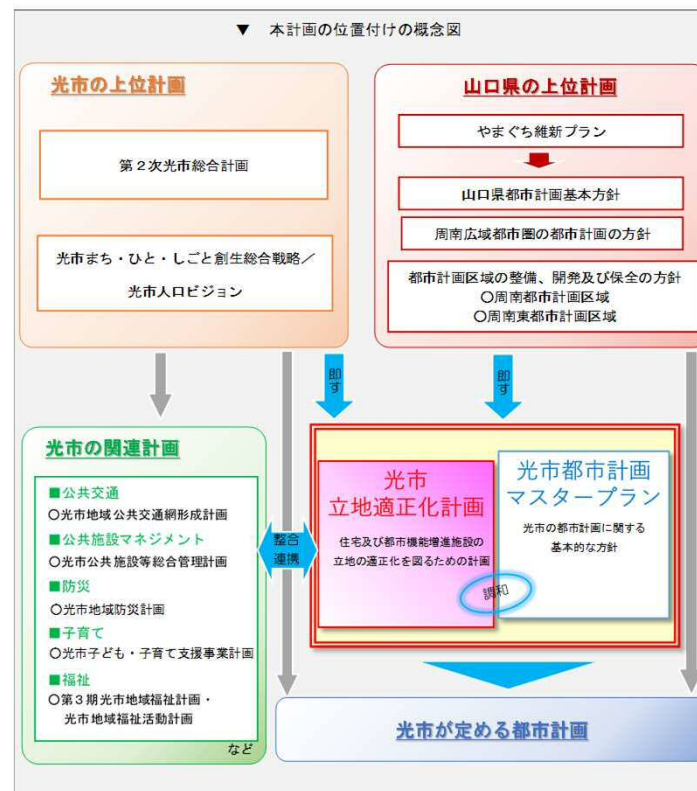 ▼ 本計画の位置付けの概念図
光市の上位計画
第２次光市総合計画
光市まち・ひと・しごと創生総合戦略／
光市人口ビジョン
山口県の上位計画
やまぐち維新プラン
山口県都市計画基本方針
周南広域都市圏の都市計画の方針
都市計画区域の整備、開発及び保全の方針
〇周南都市計画区域
〇周南東都市計画区域
即す
即す
光市の関連計画
■公共交通
〇光市地域公共交通網形成計画
■公共施設マネジメント
〇光市公共施設等総合管理計画
■防災
〇光市地域防災計画
■子育て
〇光市子ども・子育て支援事業計画
■福祉
〇第３期光市地域福祉計画・
光市地域福祉活動計画
など
整合
連携
光市
立地適正化計画
住宅及び都市機能増進施設の
立地の適正化を図るための計画
光市都市計画
マスタープラン
光市の都市計画に関する
基本的な方針
調和
光市が定める都市計画